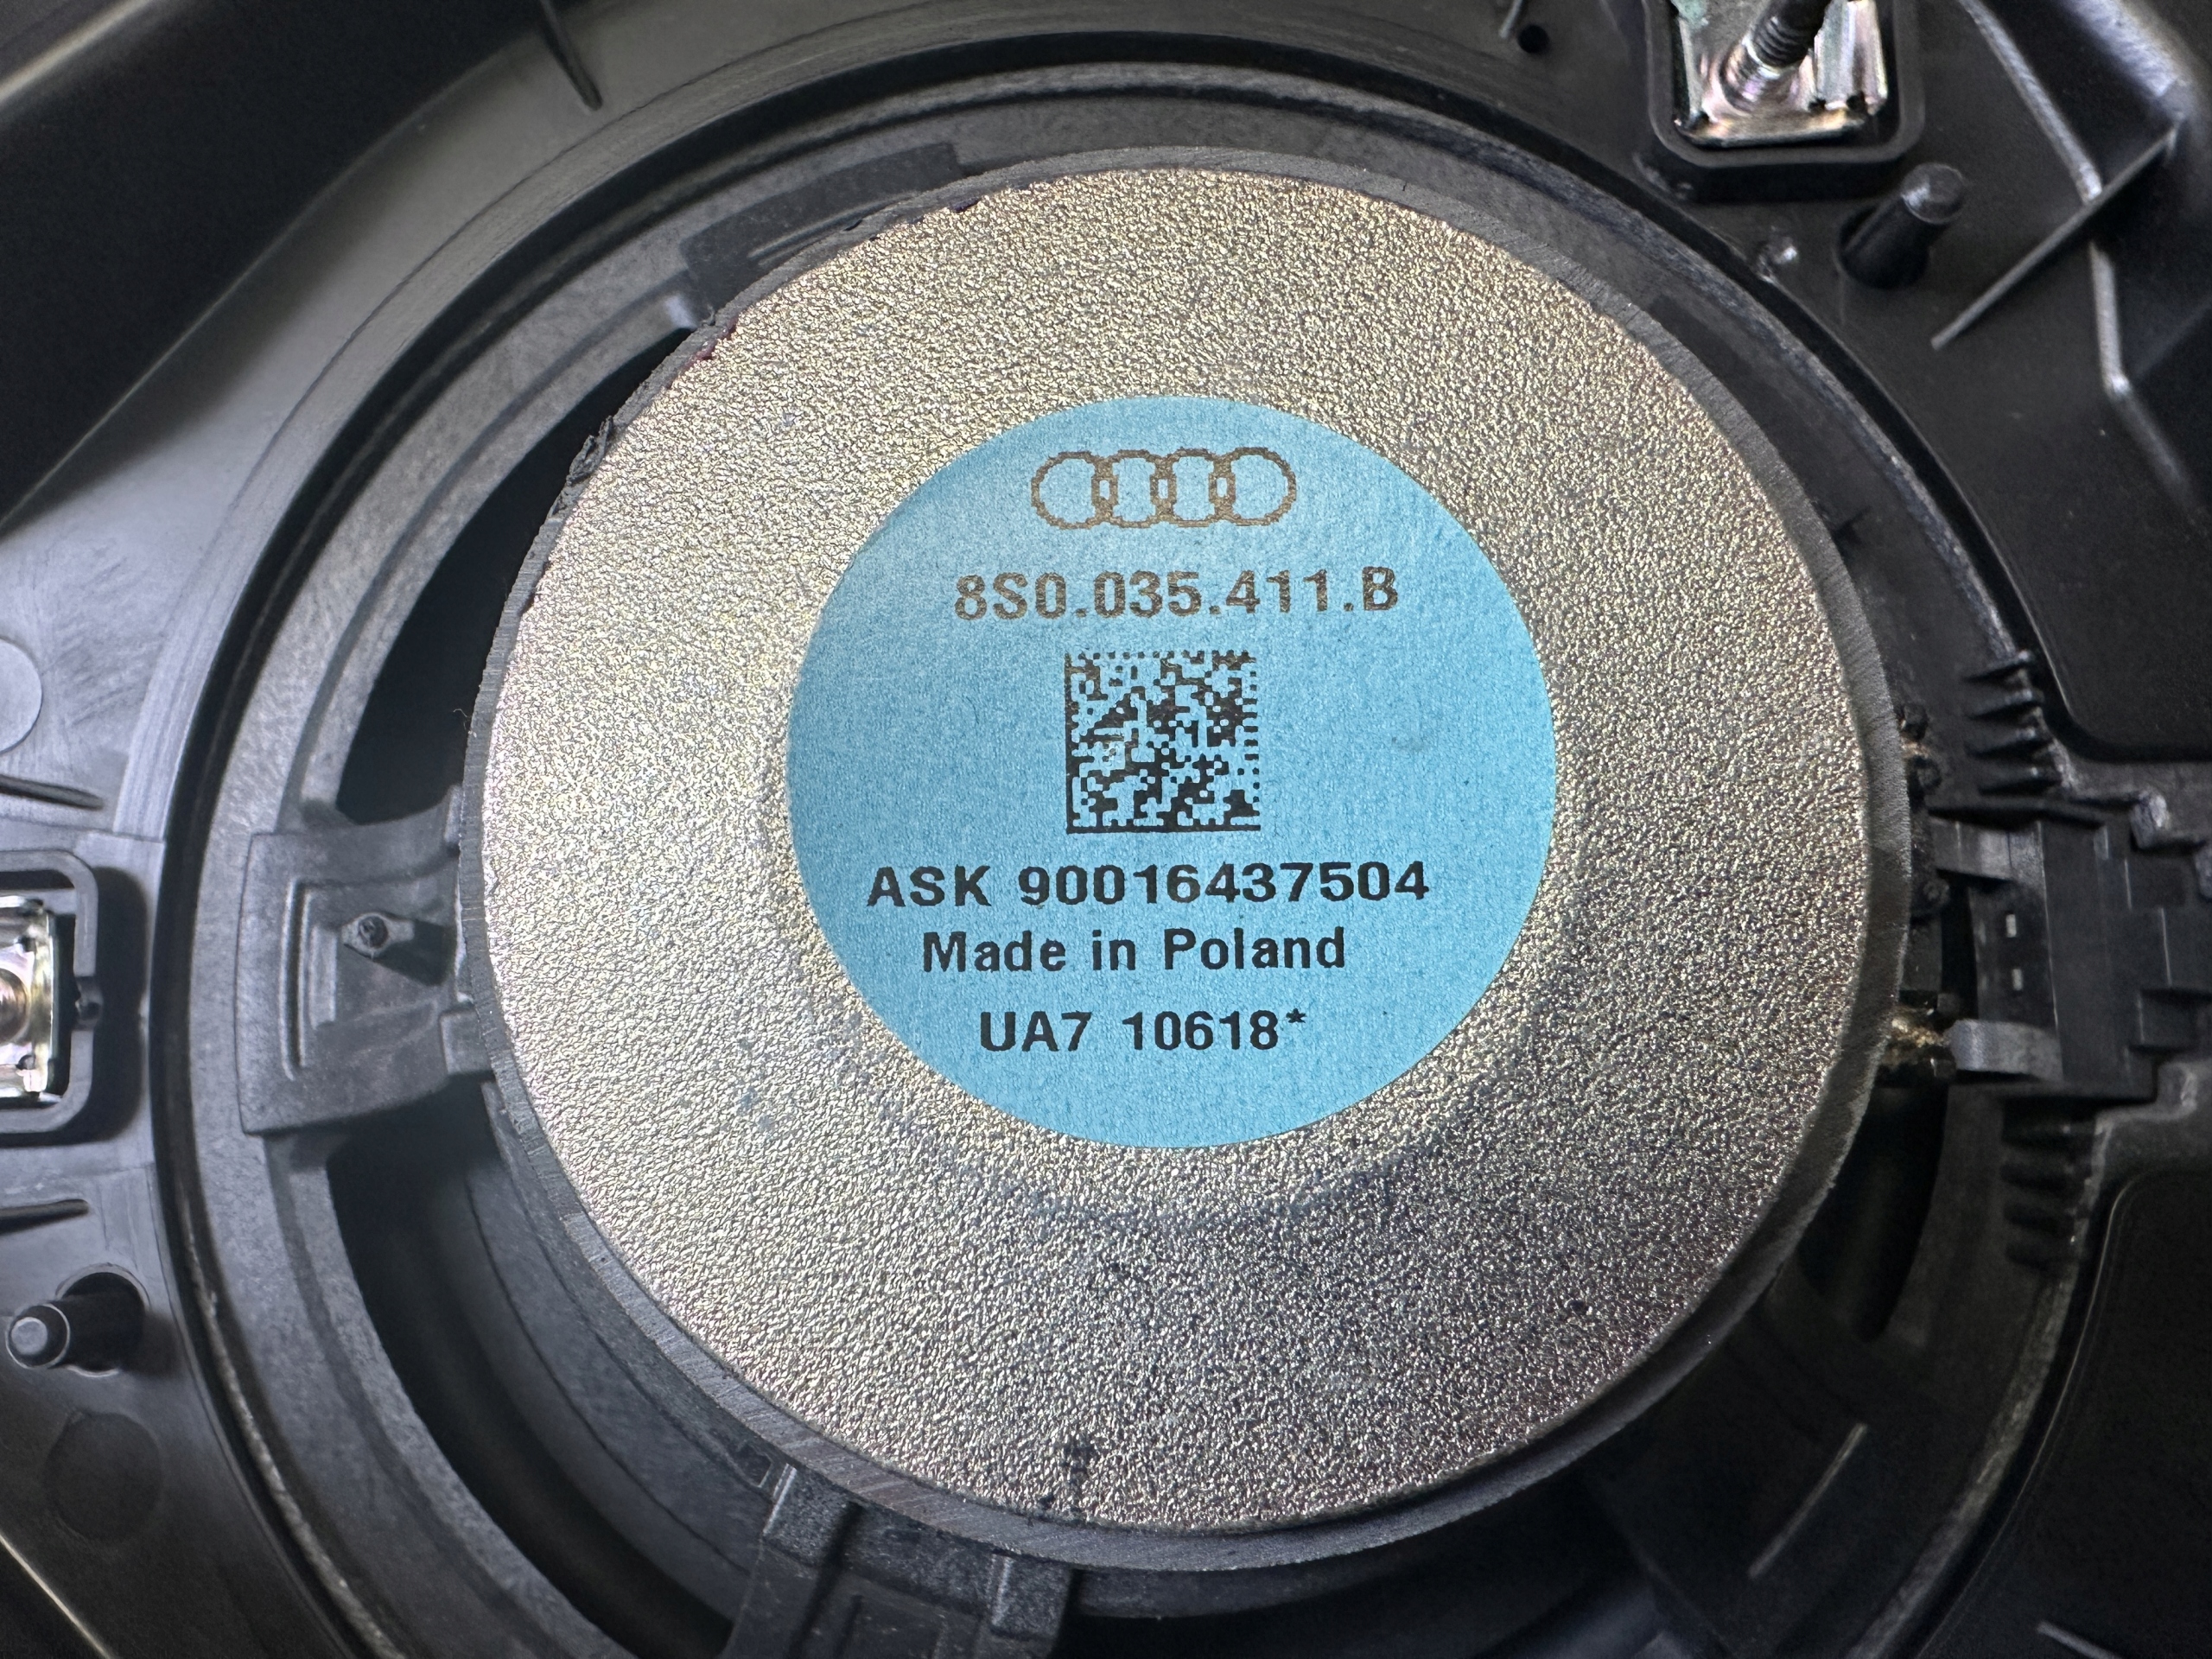 8S0.035.411.B
ASK 90016437504
Made in Poland
UA7 10618*